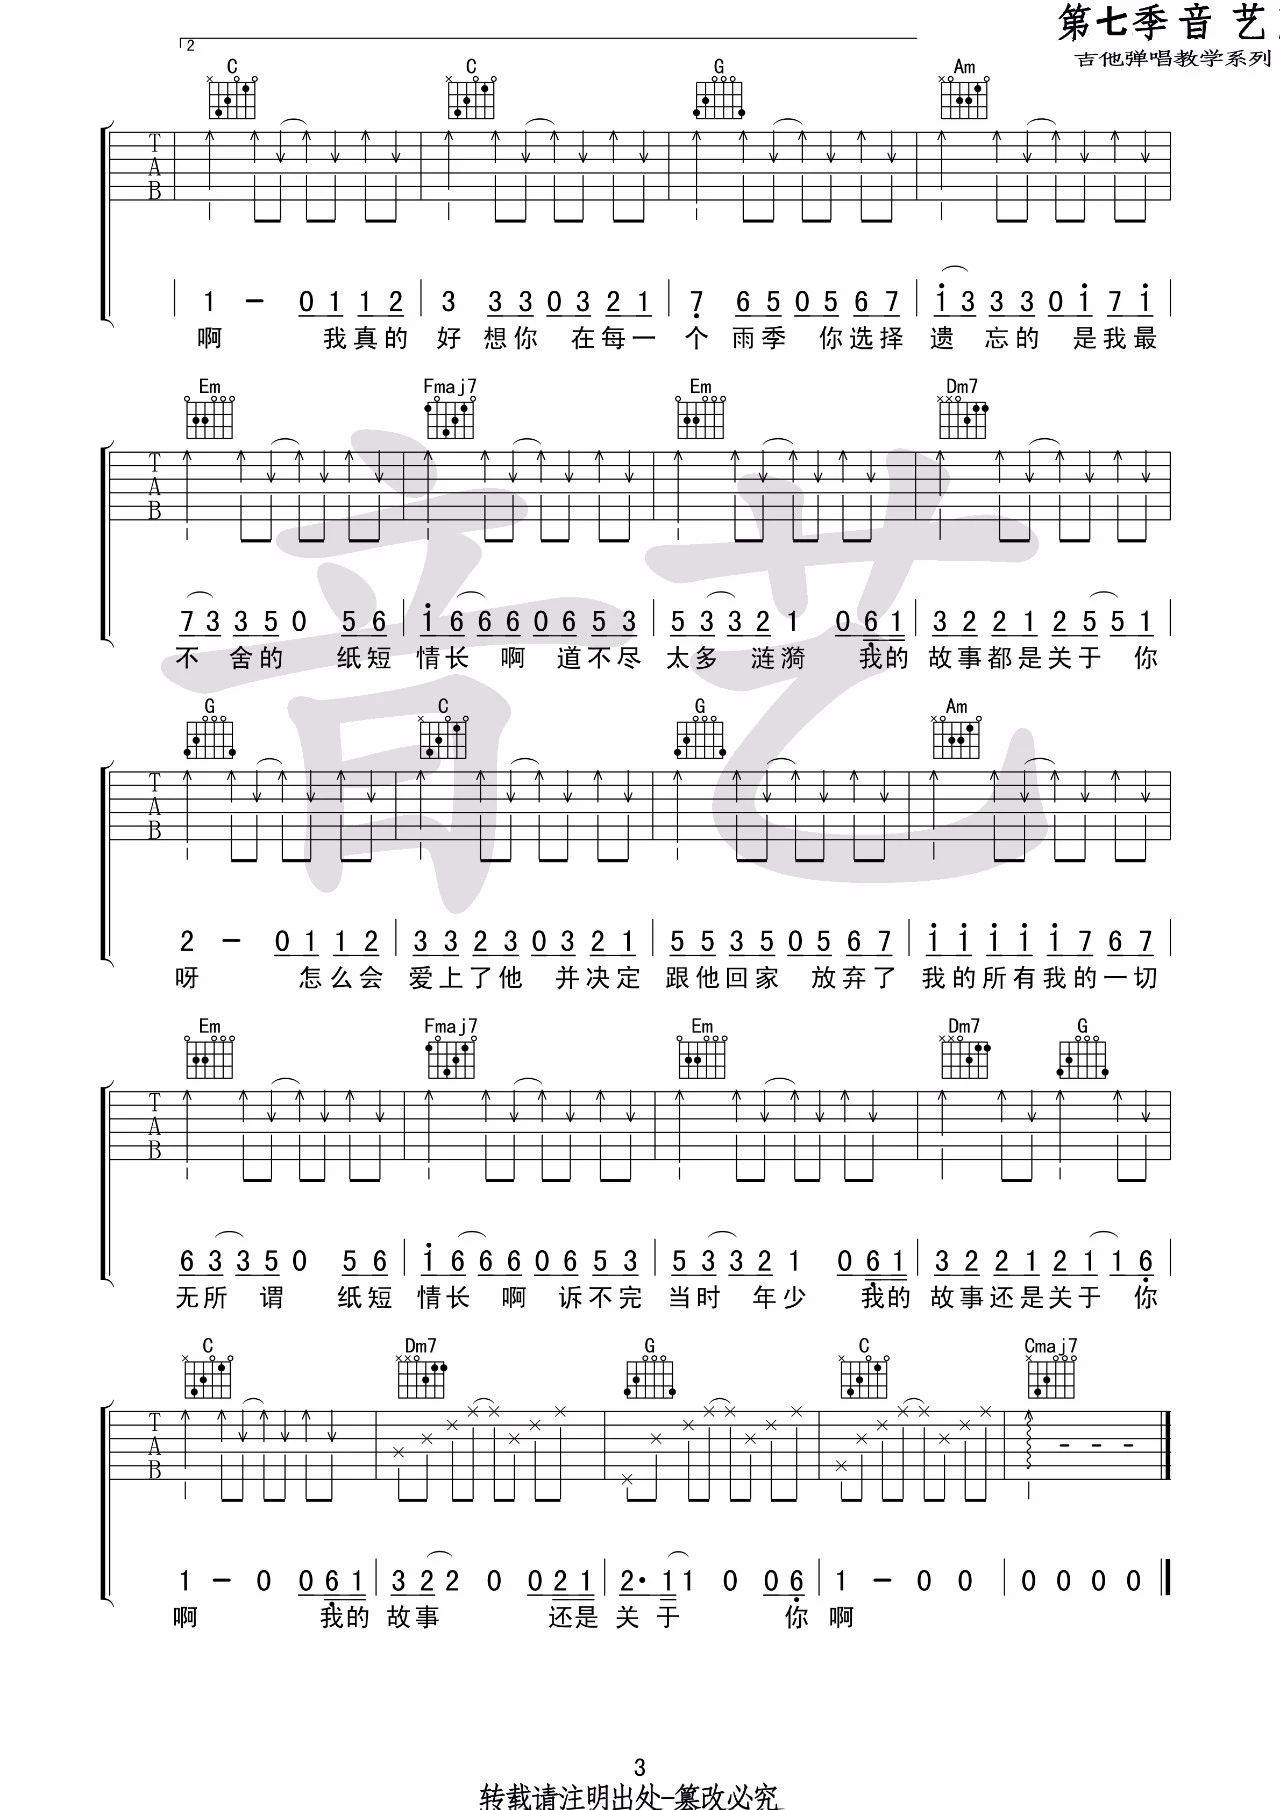 第七季音艺
吉他弹唱教学系列
2
C C G Am
T
A
B
1 - 0 1 1 2 3 3 3 0 3 2 1 7 6 5 0 5 6 7 1 3 3 3 0 1 7 1
啊 我真的 好 想你 在每一 个 雨季 你选择 遗 忘的 是我最
Em Fmaj7 Em Dm7
T
A
B
7 3 3 5 0 5 6 1 6 6 6 0 6 5 3 5 3 3 2 1 0 6 1 3 2 2 1 2 5 5 1
不 舍的 纸短 情长 啊 道不尽 太多 涟漪 我的 故事都是关于 你
G C G Am
T
A
B
2 - 0 1 1 2 3 3 2 3 0 3 2 1 5 5 3 5 0 5 6 7 1 1 1 1 1 7 6 7
呀 怎么会 爱上了他 并决定 跟他回家 放弃了 我的所有我的一切
Em Fmaj7 Em Dm7 G
T
A
B
6 3 3 5 0 5 6 1 6 6 6 0 6 5 3 5 3 3 2 1 0 6 1 3 2 2 1 2 1 1 6
无所 谓 纸短 情长 啊 诉不完 当时 年少 我的 故事还是关于 你
C Dm7 G C Cmaj7
T
A
B
1 - 0 0 6 1 3 2 2 0 0 2 1 2· 1 1 0 0 6 1 - 0 0 0 0 0 0
啊 我的 故事 还是 关于 你 啊
音艺
3
转载请注明出处-篡改必究